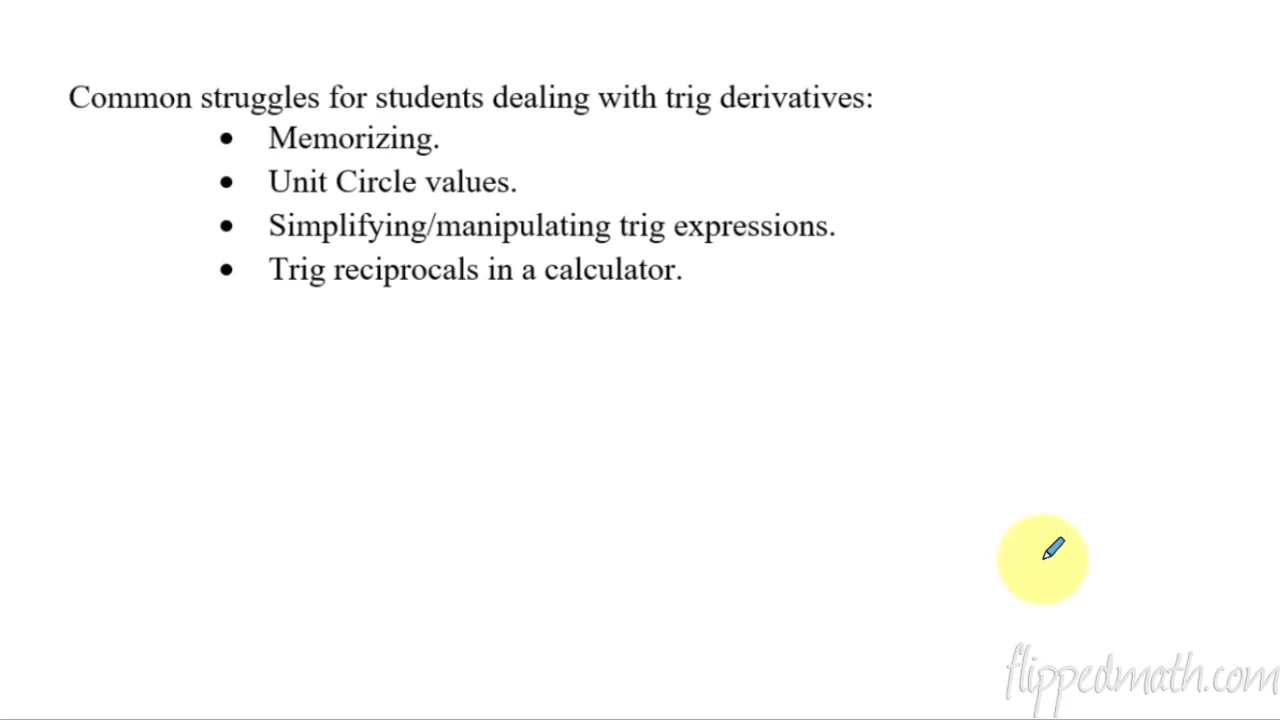 Common struggles for students dealing with trig derivatives:
• Memorizing.
• Unit Circle values.
• Simplifying/manipulating trig expressions.
• Trig reciprocals in a calculator.
flippedmath.com